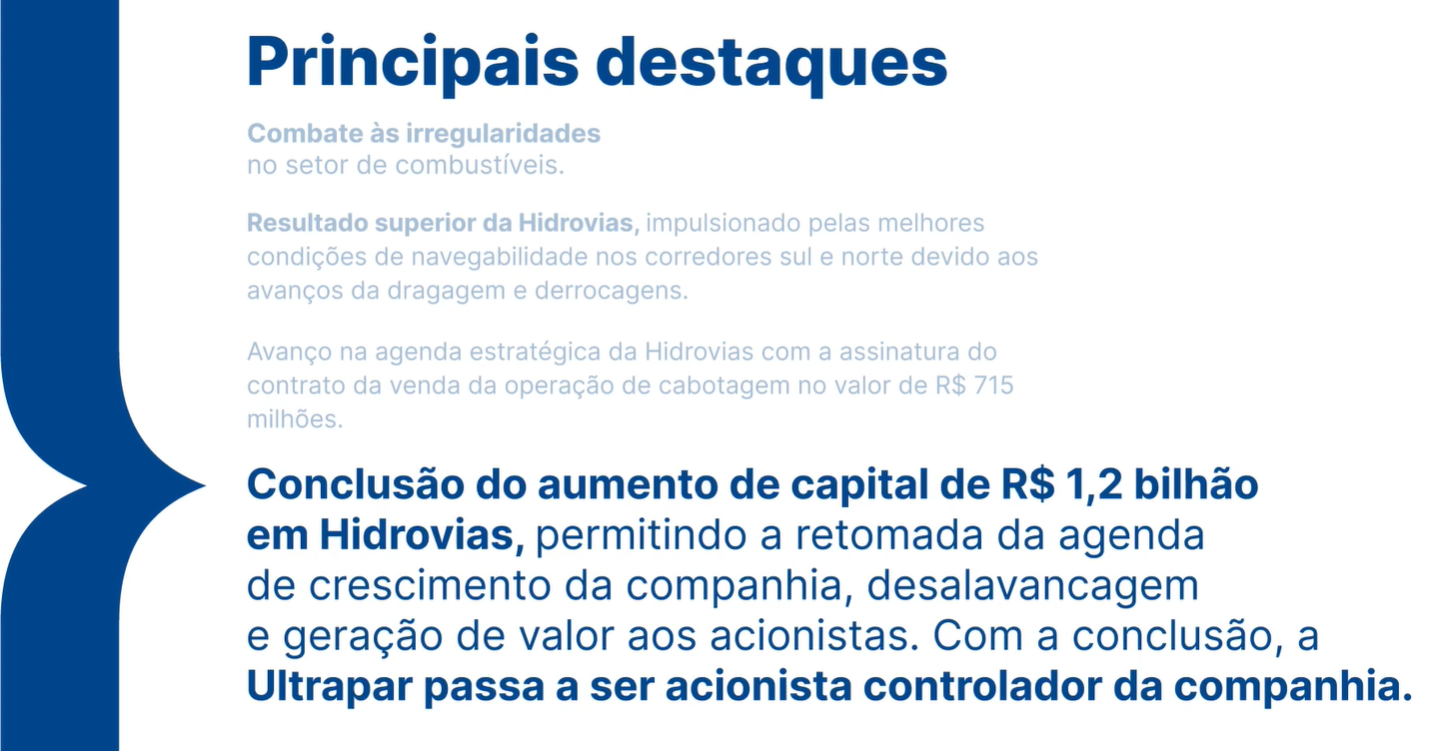 Principais destaques
Combate às irregularidades
no setor de combustíveis.
Resultado superior da Hidrovias, impulsionado pelas melhores
condições de navegabilidade nos corredores sul e norte devido aos
avanços da dragagem e derrocagens.
Avanço na agenda estratégica da Hidrovias com a assinatura do
contrato da venda da operação de cabotagem no valor de R$ 715
milhões.
Conclusão do aumento de capital de R$ 1,2 bilhão
em Hidrovias, permitindo a retomada da agenda
de crescimento da companhia, desalavancagem
e geração de valor aos acionistas. Com a conclusão, a
Ultrapar passa a ser acionista controlador da companhia.